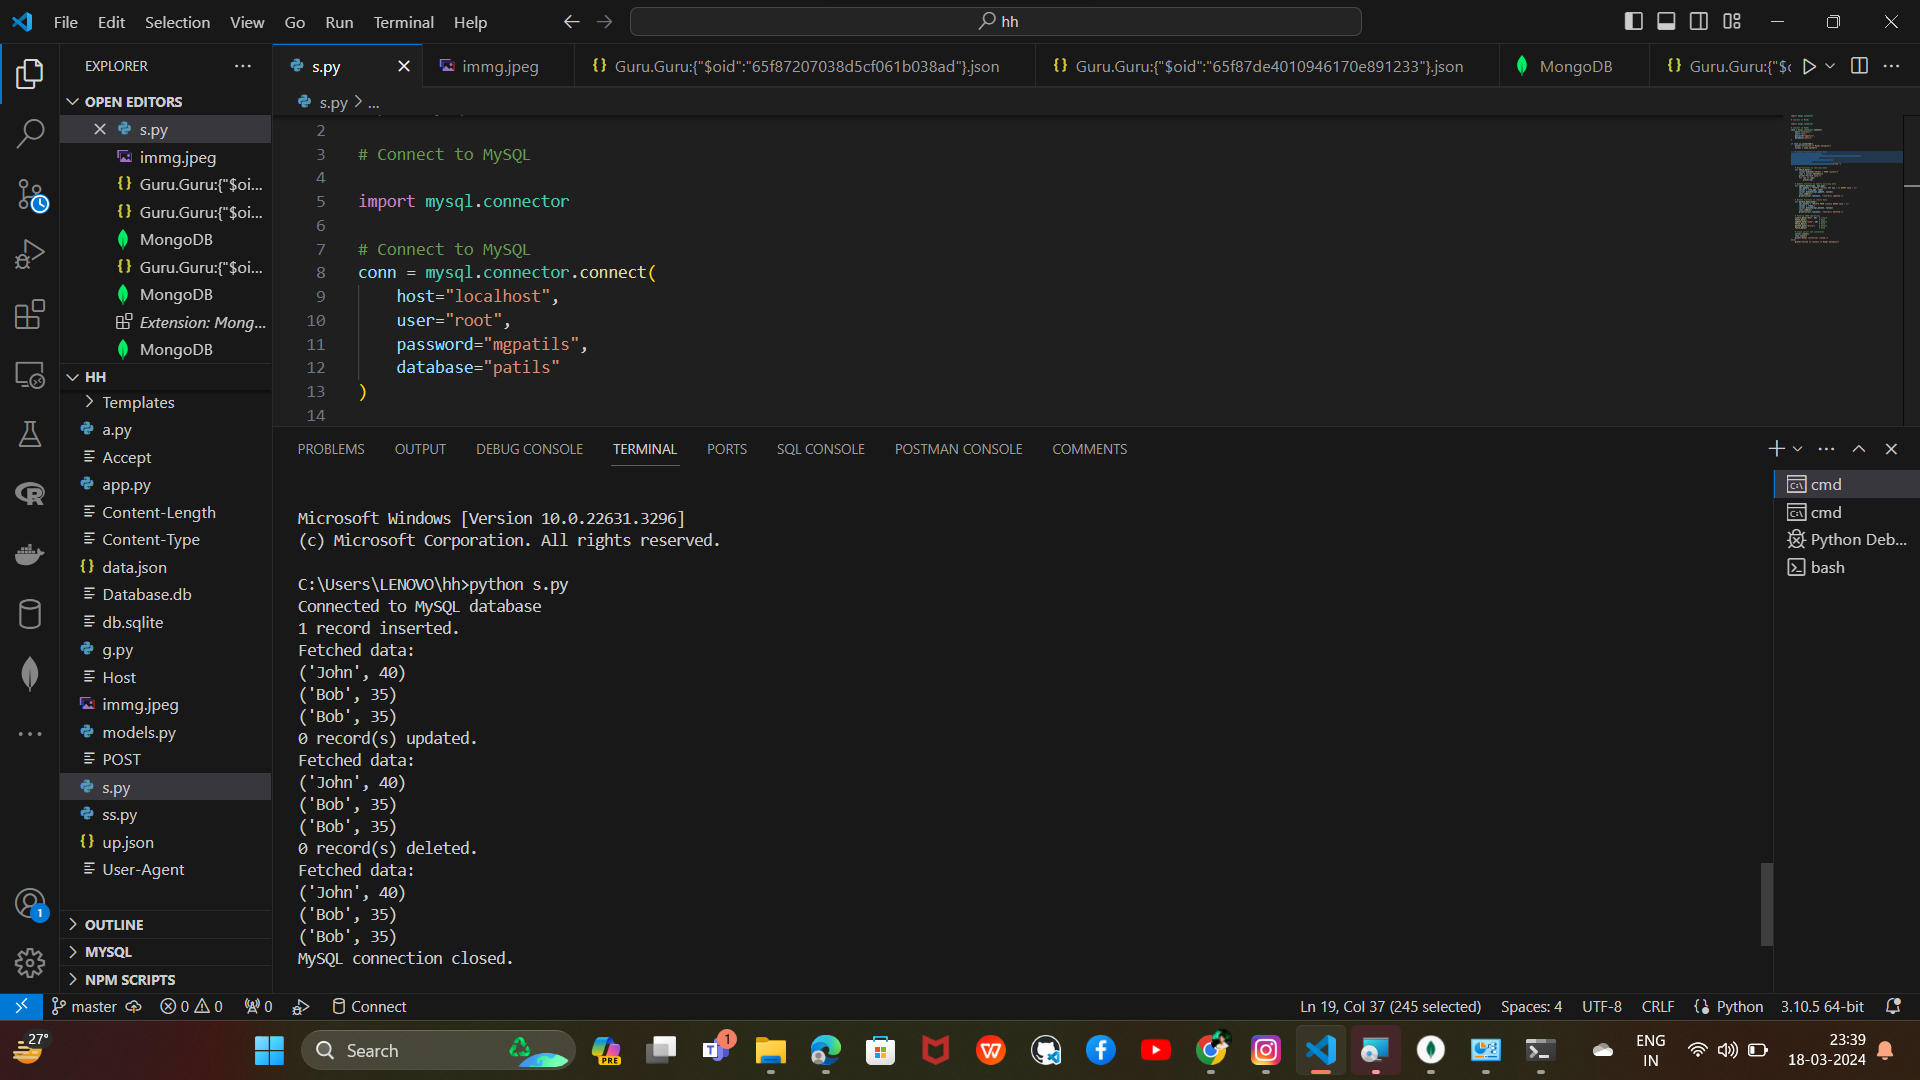 File Edit Selection View Go Run Terminal Help
hh
EXPLORER
s.py
immg.jpeg
Guru.Guru:{"$oid":"65f87207038d5cf061b038ad"}.json
Guru.Guru:{"$oid":"65f87de4010946170e891233"}.json
MongoDB
Guru.Guru:{"$c
OPEN EDITORS
s.py
immg.jpeg
Guru.Guru:{"$oi...
Guru.Guru:{"$oi...
MongoDB
Guru.Guru:{"$oi...
MongoDB
Extension: Mong...
MongoDB
HH
Templates
a.py
Accept
app.py
Content-Length
Content-Type
data.json
Database.db
db.sqlite
g.py
Host
immg.jpeg
models.py
POST
s.py
ss.py
up.json
User-Agent
OUTLINE
MYSQL
NPM SCRIPTS
s.py > ...
2
3 # Connect to MySQL
4
5 import mysql.connector
6
7 # Connect to MySQL
8 conn = mysql.connector.connect(
9 host="localhost",
10 user="root",
11 password="mgpatils",
12 database="patils"
13 )
14
PROBLEMS OUTPUT DEBUG CONSOLE TERMINAL PORTS SQL CONSOLE POSTMAN CONSOLE COMMENTS
Microsoft Windows [Version 10.0.22631.3296]
(c) Microsoft Corporation. All rights reserved.
C:\Users\LENOVO\hh>python s.py
Connected to MySQL database
1 record inserted.
Fetched data:
('John', 40)
('Bob', 35)
('Bob', 35)
0 record(s) updated.
Fetched data:
('John', 40)
('Bob', 35)
('Bob', 35)
0 record(s) deleted.
Fetched data:
('John', 40)
('Bob', 35)
('Bob', 35)
MySQL connection closed.
cmd
cmd
Python Deb...
bash
1
master 0 0 0 Connect
Ln 19, Col 37 (245 selected) Spaces: 4 UTF-8 CRLF Python 3.10.5 64-bit
27°
Search
PRE
1
ENG
IN
23:39
18-03-2024